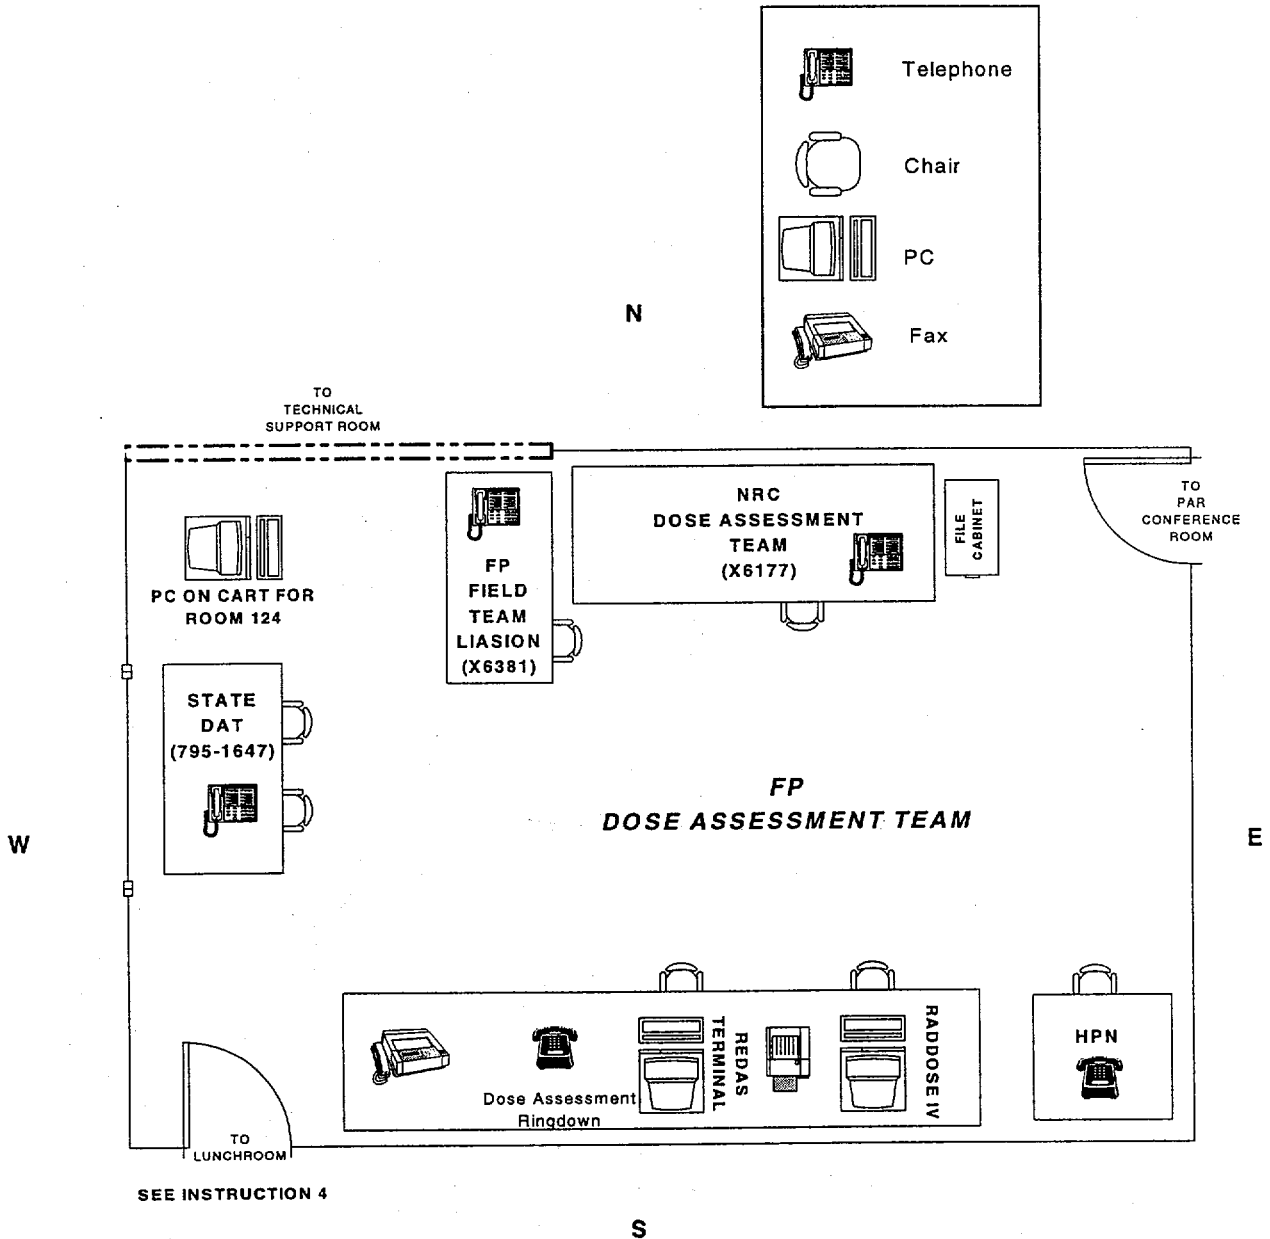 Telephone
Chair
PC
Fax
N
TO
TECHNICAL
SUPPORT ROOM
NRC
DOSE ASSESSMENT
TEAM
(X6177)
FILE
CABINET
TO
PAR
CONFERENCE
ROOM
FP
FIELD
TEAM
LIASION
(X6381)
PC ON CART FOR
ROOM 124
STATE
DAT
(795-1647)
FP
DOSE ASSESSMENT TEAM
W
E
Dose Assessment
Ringdown
REDAS
TERMINAL
RADDOSE IV
HPN
TO
LUNCHROOM
SEE INSTRUCTION 4
S